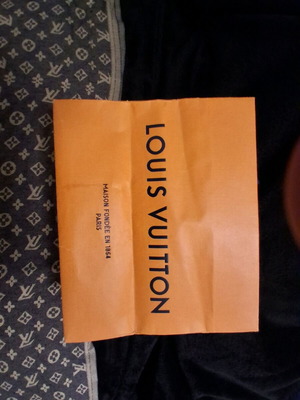 LOUIS VUITTON
MAISON FONDÉE EN 1854
PARIS